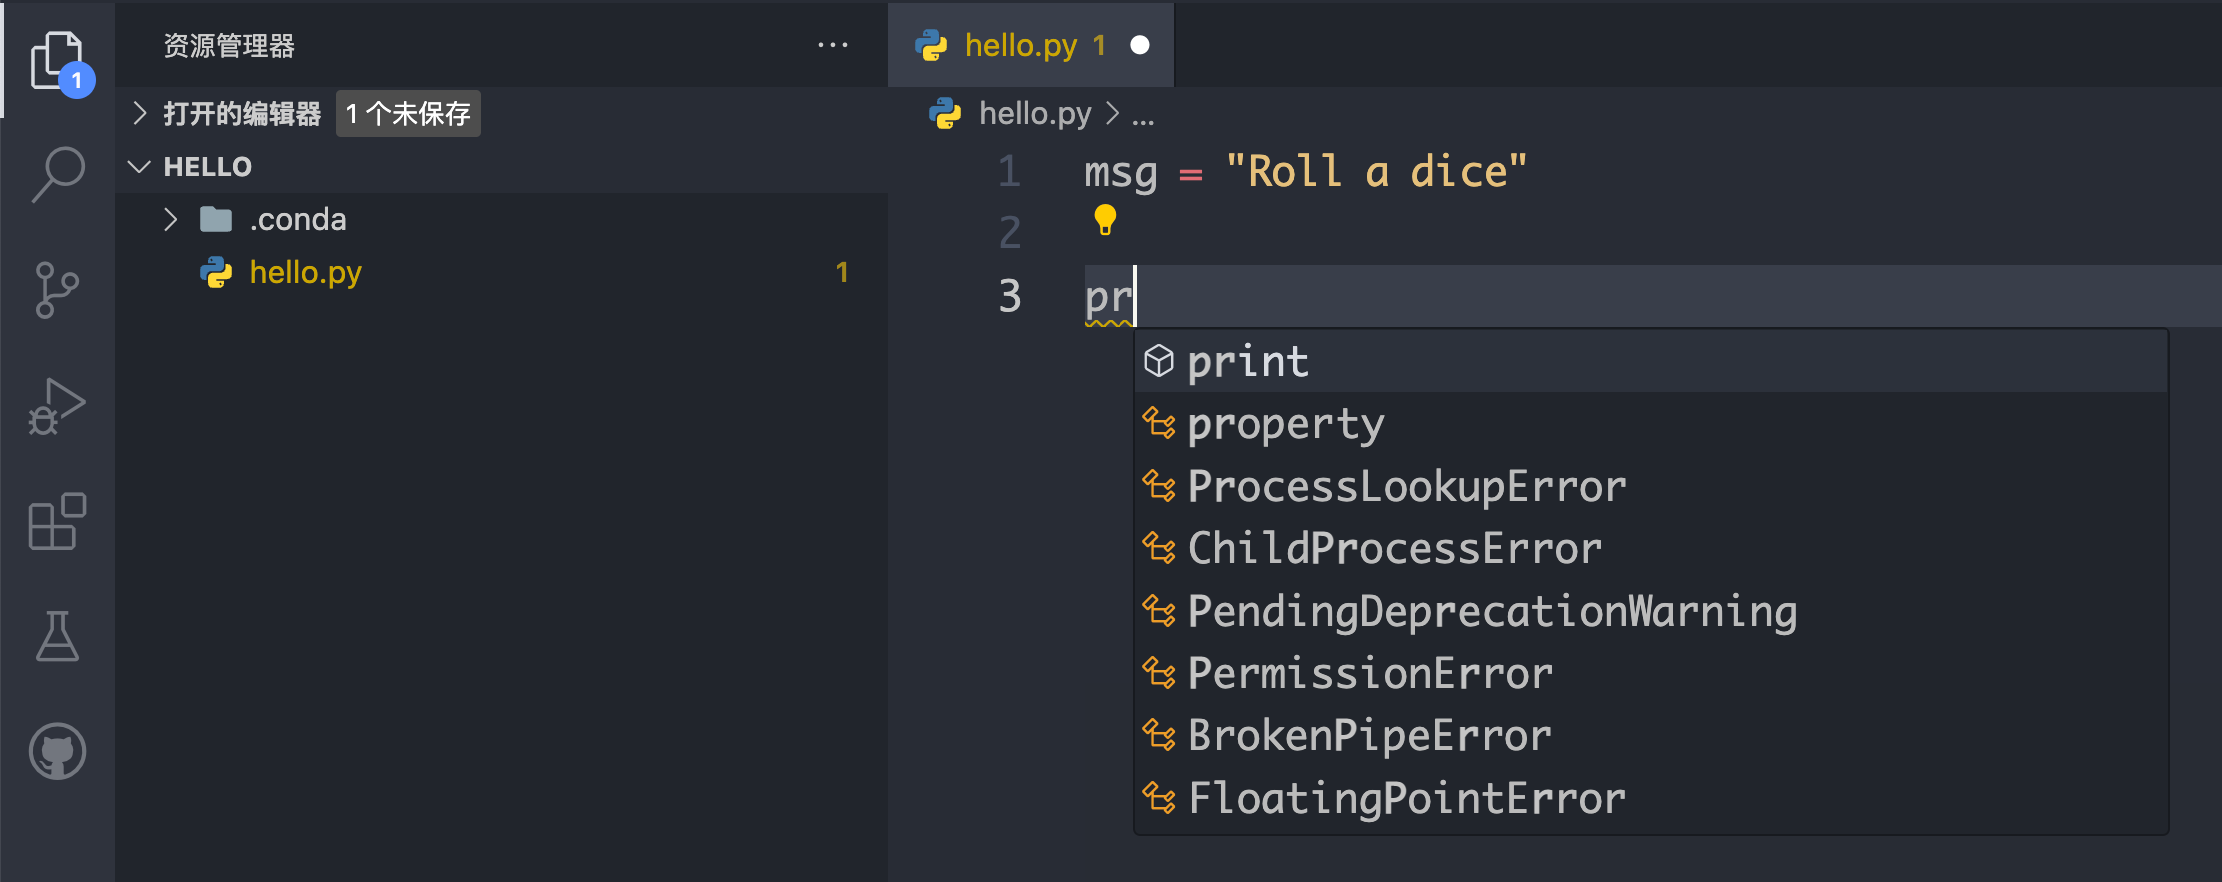 资源管理器 ···
打开的编辑器 1 个未保存
HELLO
.conda
hello.py 1
1
hello.py 1
hello.py > ...
1 msg = "Roll a dice"
2
3 pr
print
property
ProcessLookupError
ChildProcessError
PendingDeprecationWarning
PermissionError
BrokenPipeError
FloatingPointError